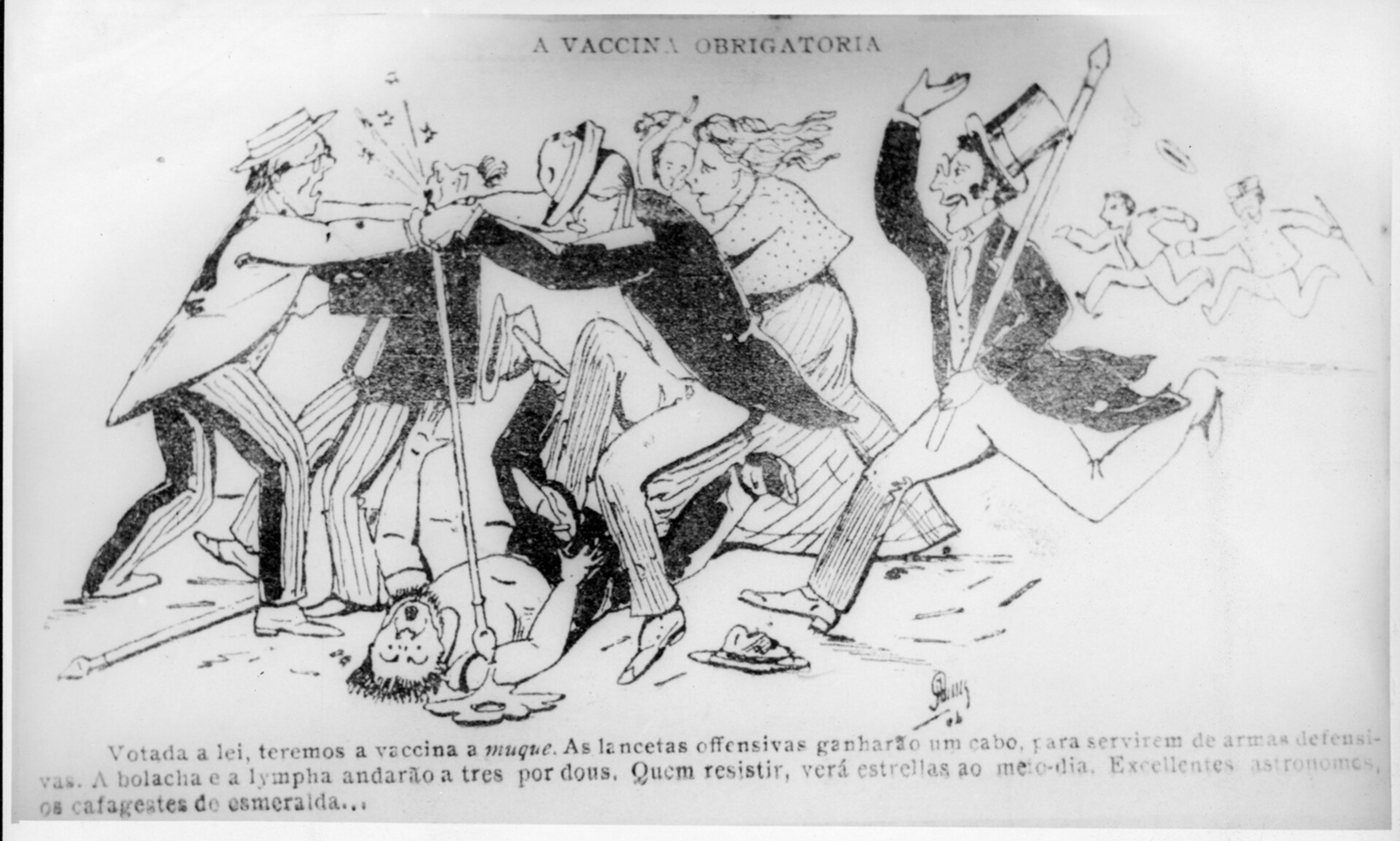 A VACCINA OBRIGATORIA
Votada a lei, teremos a vaccina a muque. As lancetas offensivas ganharão um cabo, para servirem de armas defensi-
vas. A bolacha e a lympha andarão a tres por dous. Quem resistir, verá estrellas ao meio-dia. Excellentes astronomos,
os cafagestes de esmeralda...